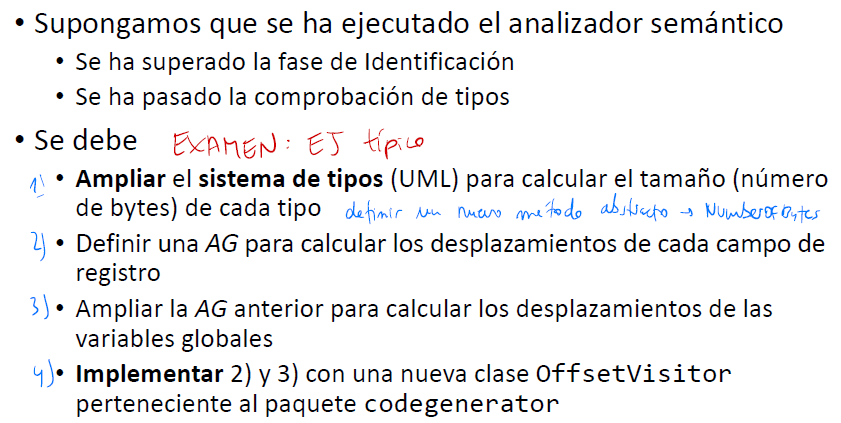 • Supongamos que se ha ejecutado el analizador semántico
• Se ha superado la fase de Identificación
• Se ha pasado la comprobación de tipos
• Se debe EXAMEN: EJ típico
1) • Ampliar el sistema de tipos (UML) para calcular el tamaño (número
de bytes) de cada tipo definir un nuevo método abstracto → NumberOfBytes
2) • Definir una AG para calcular los desplazamientos de cada campo de
registro
3) • Ampliar la AG anterior para calcular los desplazamientos de las
variables globales
4) • Implementar 2) y 3) con una nueva clase OffsetVisitor
perteneciente al paquete codegenerator